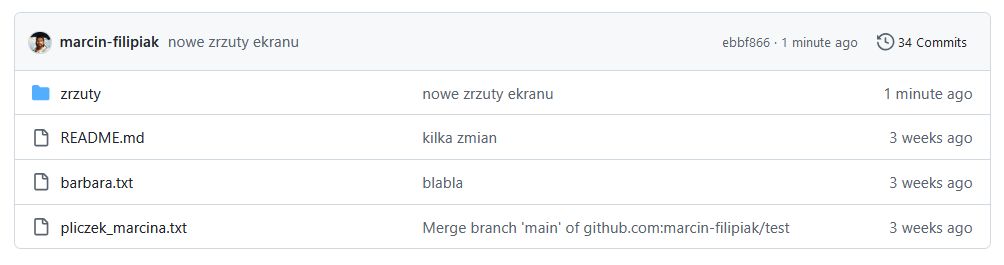 marcin-filipiak nowe zrzuty ekranu ebbf866 · 1 minute ago 34 Commits
zrzuty nowe zrzuty ekranu 1 minute ago
README.md kilka zmian 3 weeks ago
barbara.txt blabla 3 weeks ago
pliczek_marcina.txt Merge branch 'main' of github.com:marcin-filipiak/test 3 weeks ago